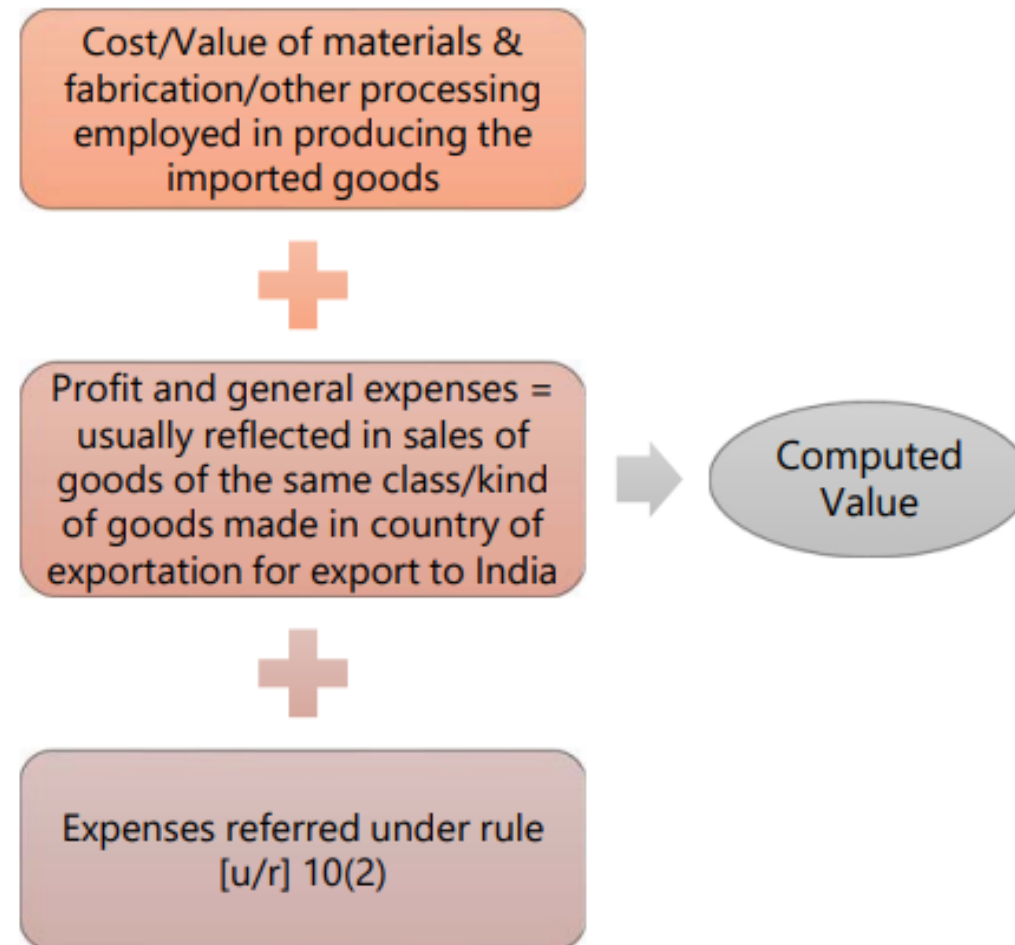 Cost/Value of materials &
fabrication/other processing
employed in producing the
imported goods
Profit and general expenses =
usually reflected in sales of
goods of the same class/kind
of goods made in country of
exportation for export to India
Computed
Value
Expenses referred under rule
[u/r] 10(2)